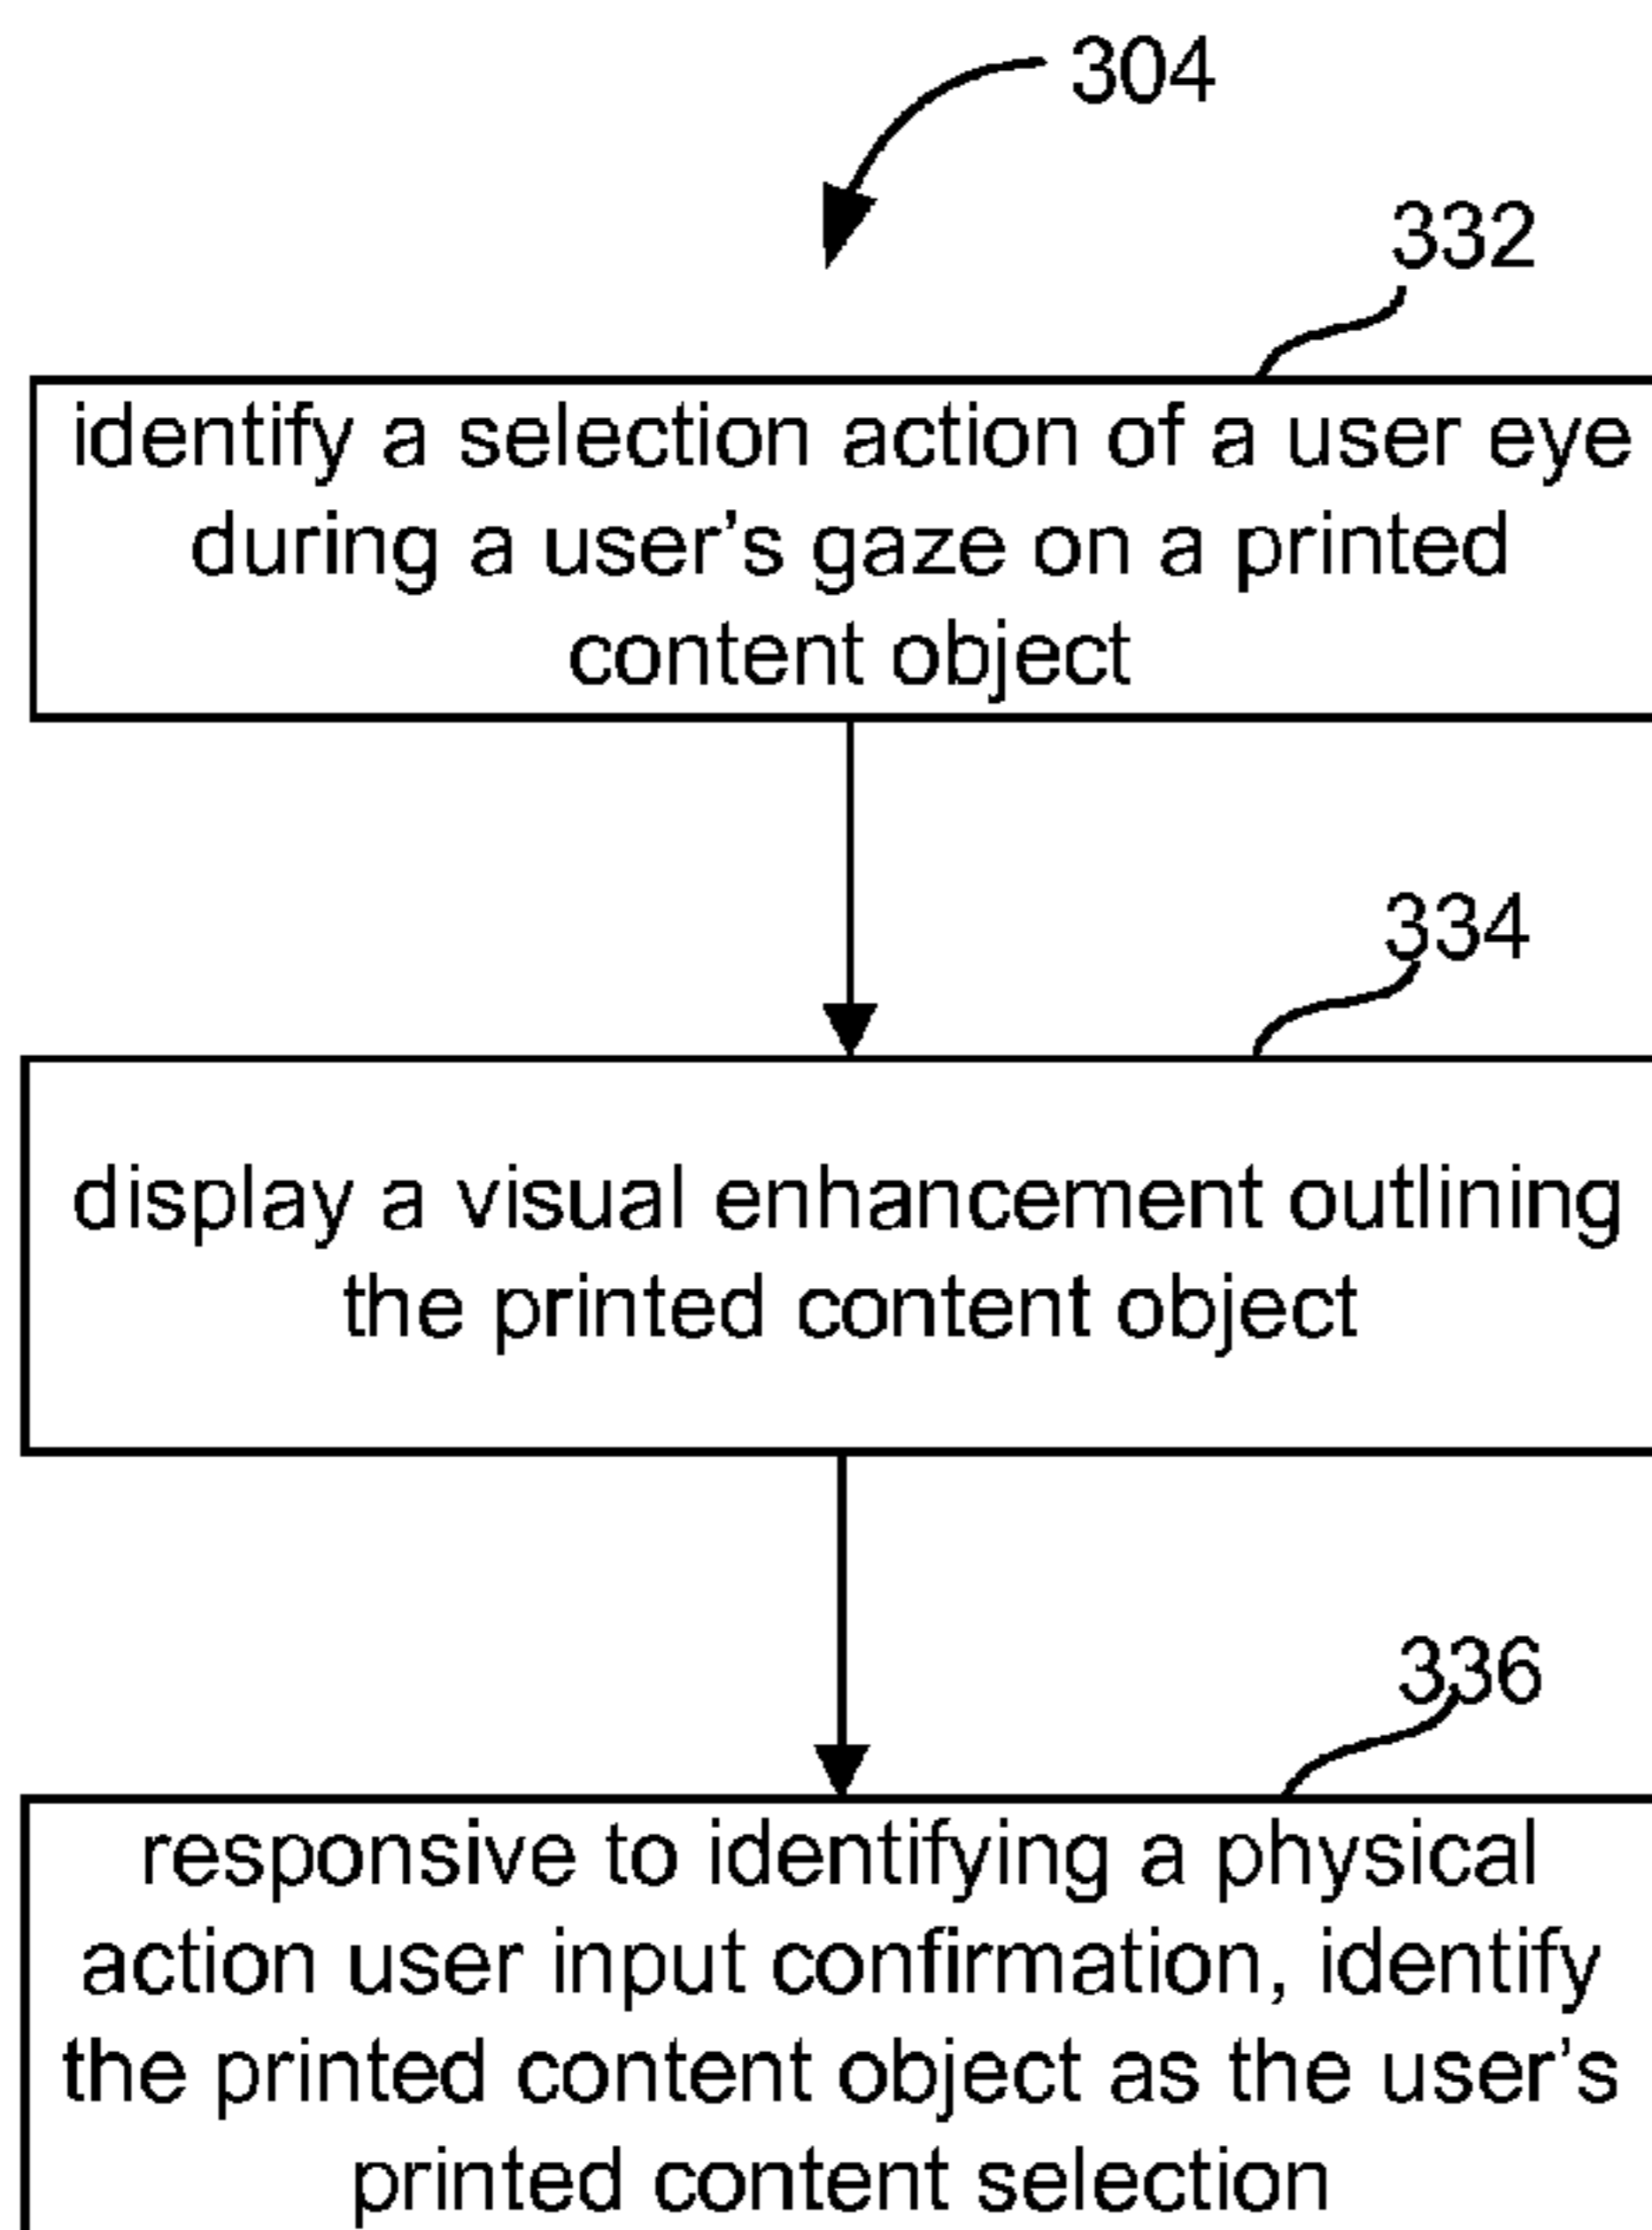 304
332
identify a selection action of a user eye
during a user's gaze on a printed
content object
334
display a visual enhancement outlining
the printed content object
336
responsive to identifying a physical
action user input confirmation, identify
the printed content object as the user's
printed content selection